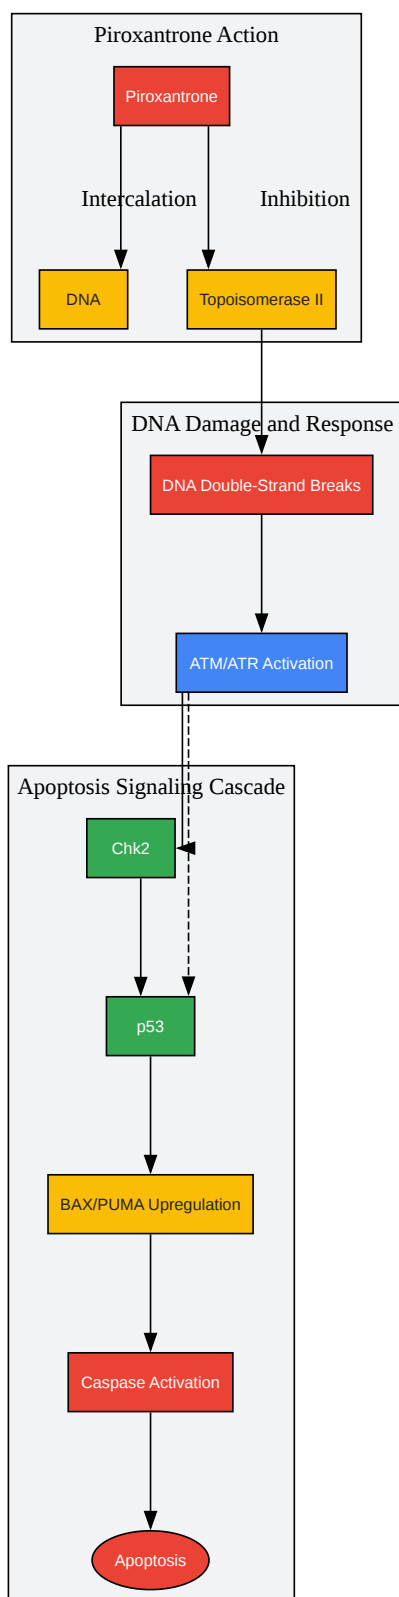 Piroxantrone Action
Piroxantrone
Intercalation
Inhibition
DNA
Topoisomerase II
DNA Damage and Response
DNA Double-Strand Breaks
ATM/ATR Activation
Apoptosis Signaling Cascade
Chk2
p53
BAX/PUMA Upregulation
Caspase Activation
Apoptosis